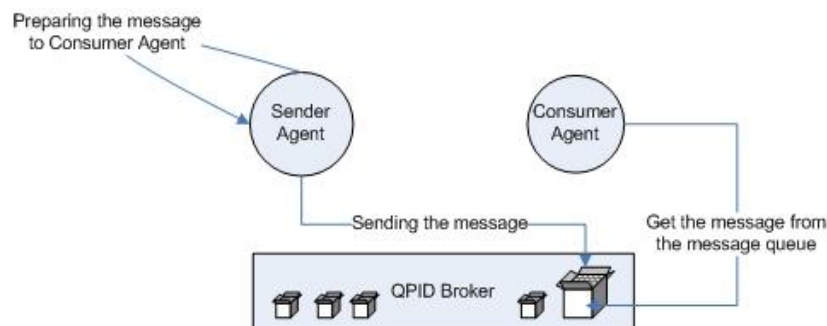 Preparing the message
to Consumer Agent
Sender
Agent
Consumer
Agent
Sending the message
Get the message from
the message queue
QPID Broker